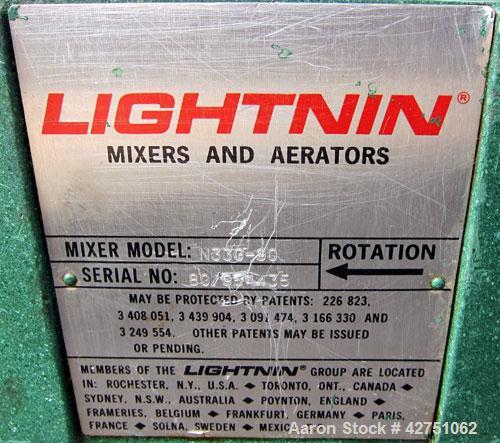 LIGHTNIN®
MIXERS AND AERATORS
MIXER MODEL: N33G-90
ROTATION
SERIAL NO:
MAY BE PROTECTED BY PATENTS: 226 823,
3 408 051, 3 439 904, 3 091 474, 3 166 330 AND
3 249 554. OTHER PATENTS MAY BE ISSUED
OR PENDING.
MEMBERS OF THE LIGHTNIN® GROUP ARE LOCATED
IN: ROCHESTER, N.Y., U.S.A. ◆ TORONTO, ONT., CANADA ◆
SYDNEY, N.S.W., AUSTRALIA ◆ POYNTON, ENGLAND ◆
FRAMERIES, BELGIUM ◆ FRANKFURT, GERMANY ◆ PARIS,
FRANCE ◆ SOLNA, SWEDEN ◆ MEXICO
Aaron Stock # 42751062